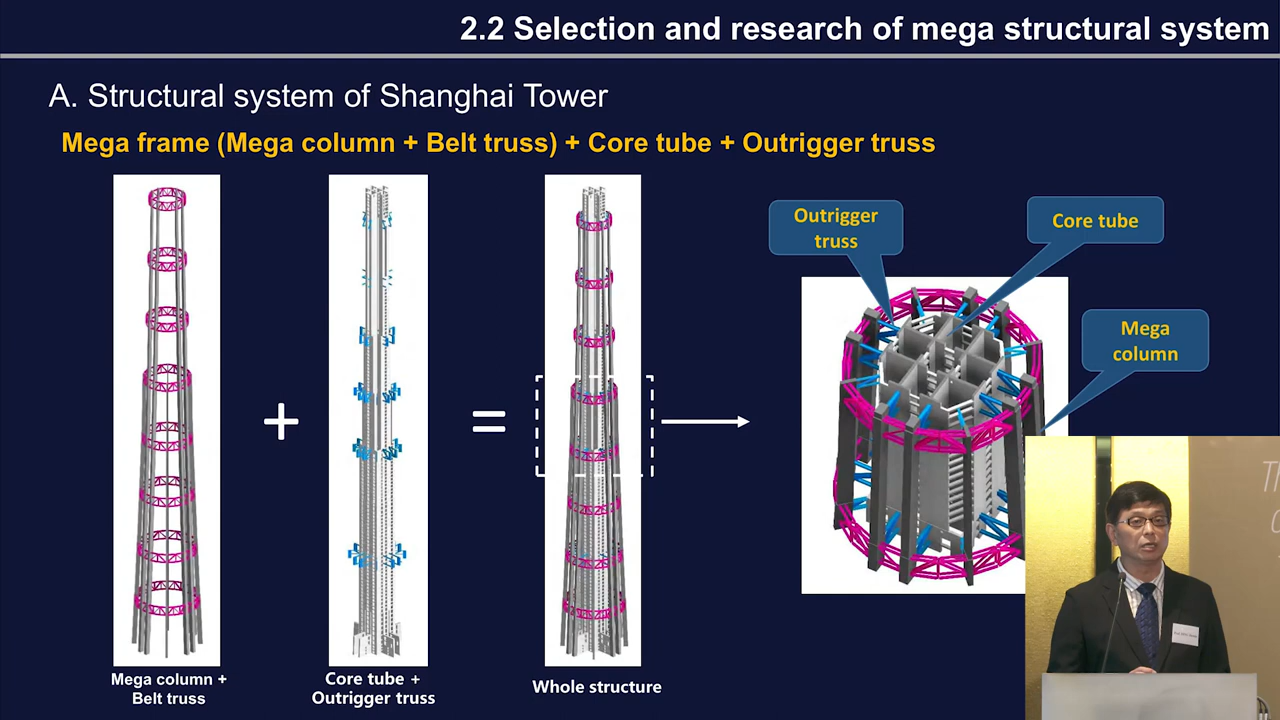 2.2 Selection and research of mega structural system
A. Structural system of Shanghai Tower
Mega frame (Mega column + Belt truss) + Core tube + Outrigger truss
Outrigger
truss
Core tube
Mega
column
+
=
Mega column +
Belt truss
Core tube +
Outrigger truss
Whole structure